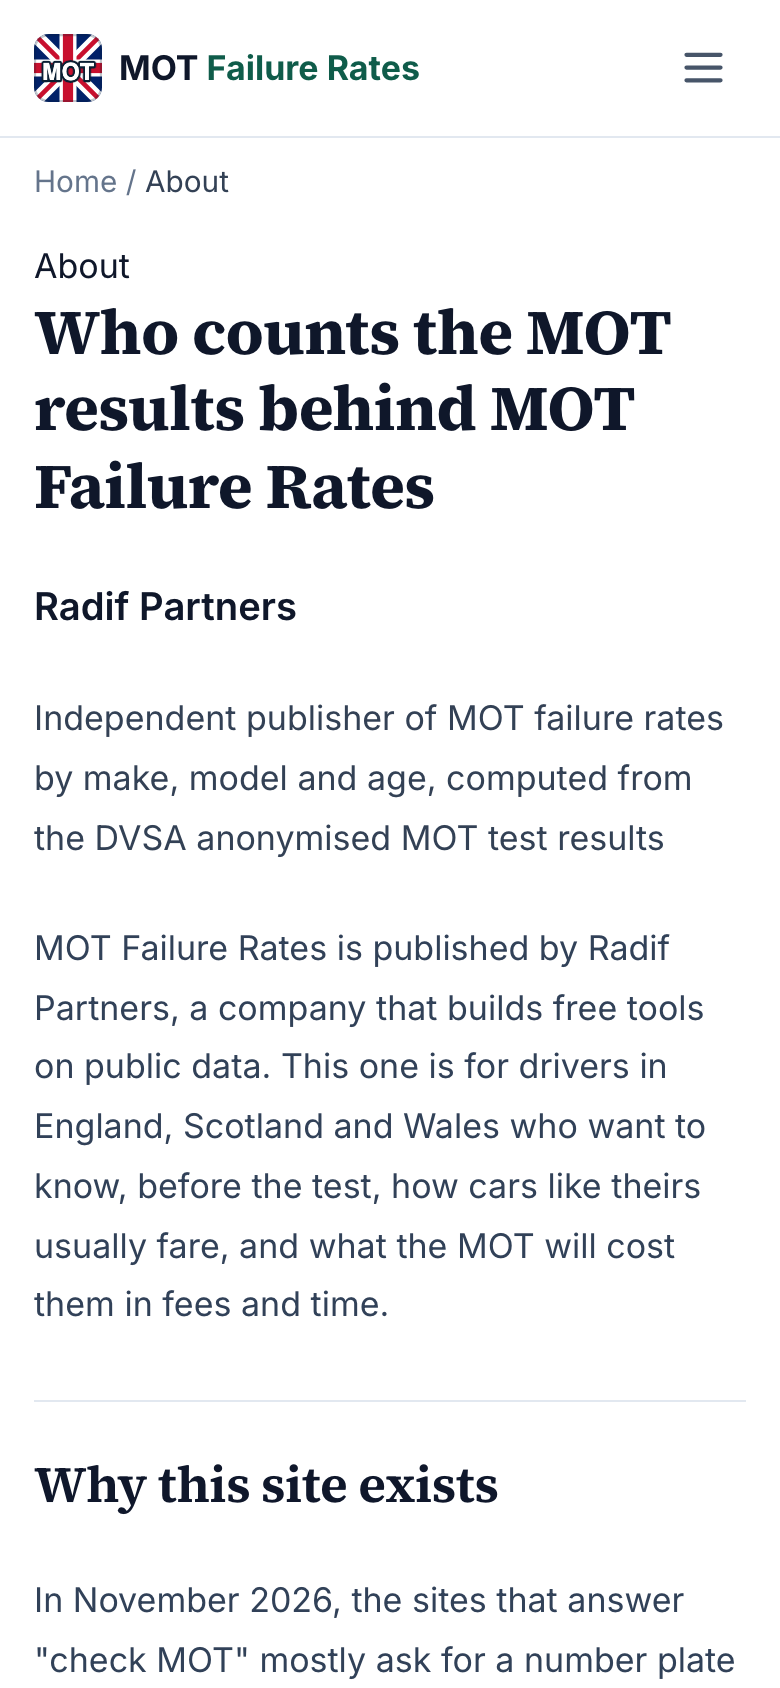 MOT
MOT Failure Rates
Home / About
About
Who counts the MOT
results behind MOT
Failure Rates
Radif Partners
Independent publisher of MOT failure rates
by make, model and age, computed from
the DVSA anonymised MOT test results
MOT Failure Rates is published by Radif
Partners, a company that builds free tools
on public data. This one is for drivers in
England, Scotland and Wales who want to
know, before the test, how cars like theirs
usually fare, and what the MOT will cost
them in fees and time.
Why this site exists
In November 2026, the sites that answer
"check MOT" mostly ask for a number plate